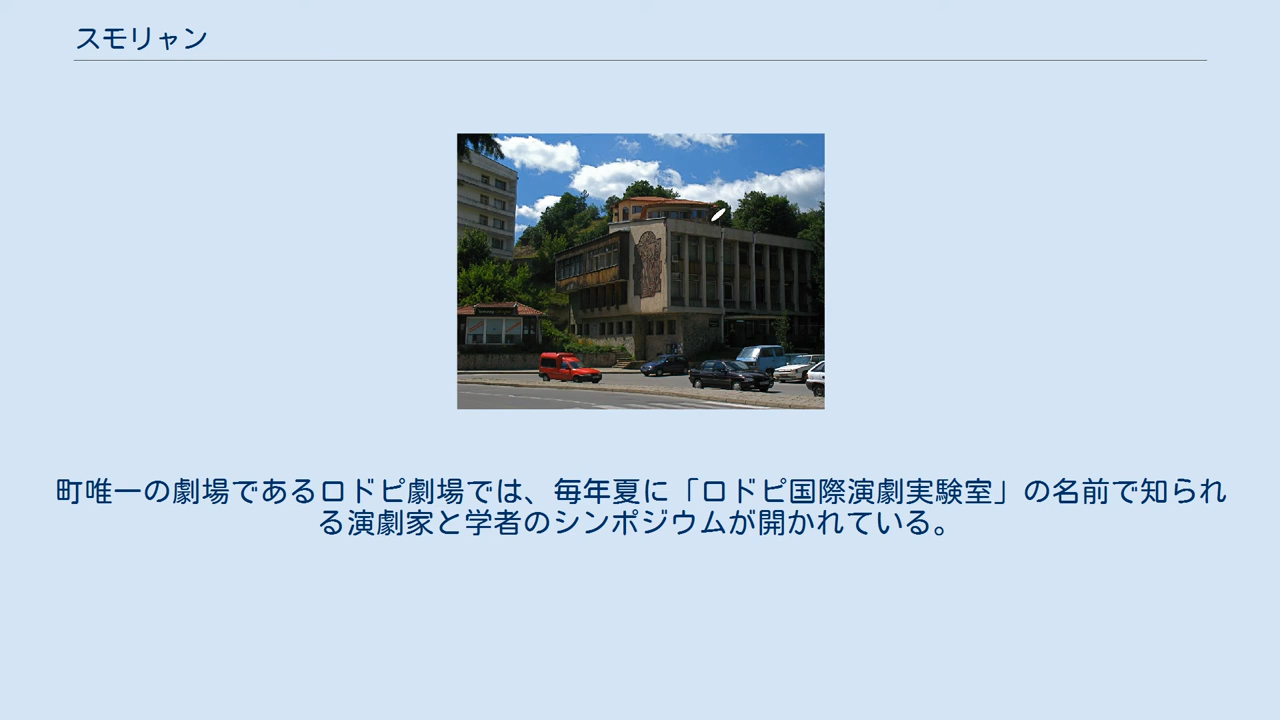 スモリャン
町唯一の劇場であるロドピ劇場では、毎年夏に「ロドピ国際演劇実験室」の名前で知られ
る演劇家と学者のシンポジウムが開かれている。